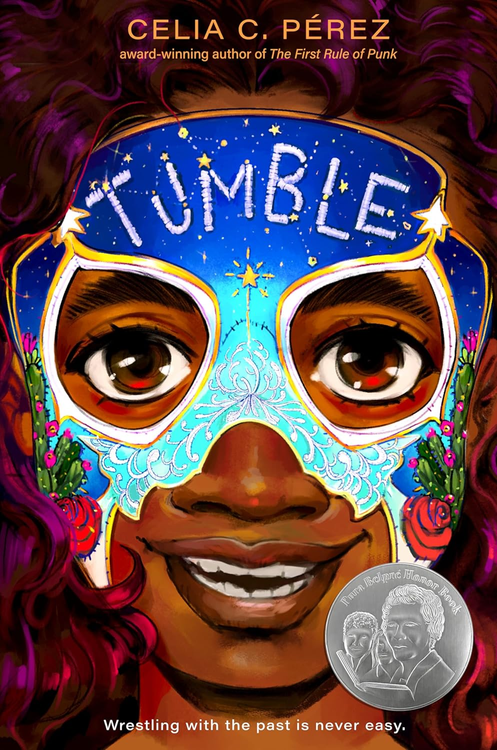 CELIA C. PÉREZ
award-winning author of The First Rule of Punk
TUMBLE
Pura Belpré Honor Book
Wrestling with the past is never easy.